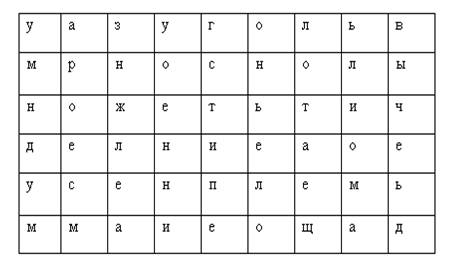 у а з у г о л ь в
м р н о с н о л ы
н о ж е т ь т и ч
д е л н и е а о е
у с е н п л е м ь
м м а и е о щ а д